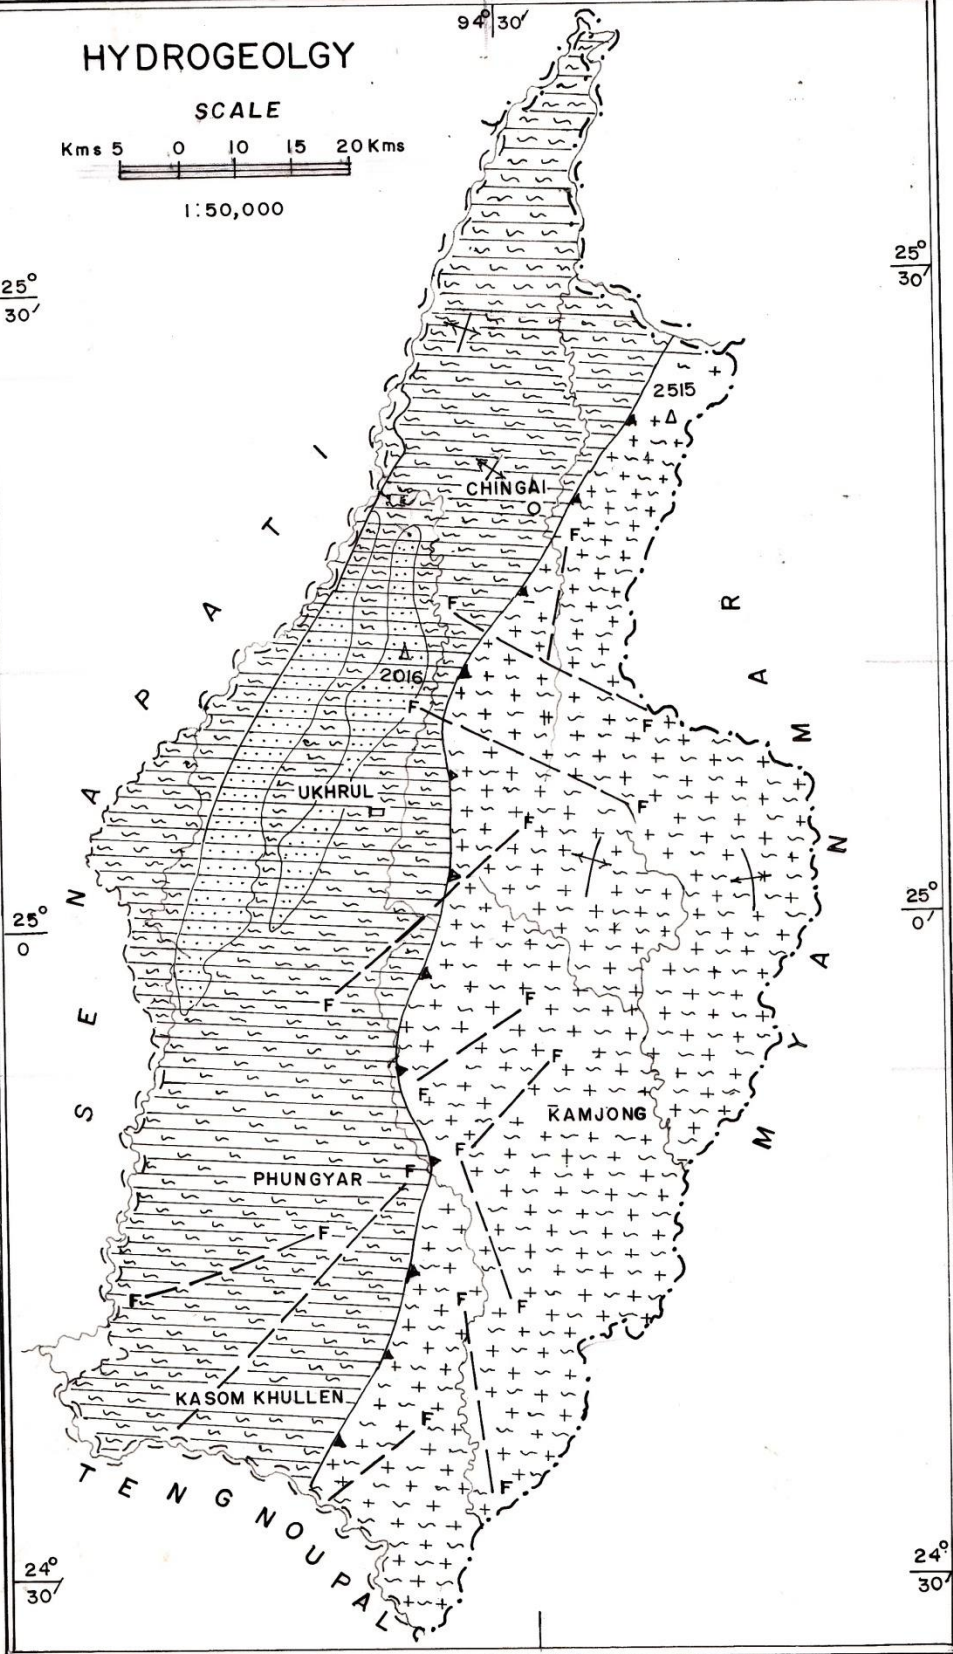 94° 30'
HYDROGEOLGY
SCALE
Kms 5 0 10 15 20 Kms
1:50,000
25° 30'
25° 30'
2515
CHINGAI
F
F
2016
F
F
F
UKHRUL
F
F
25° 0
25° 0'
F
F
F
F
KAMJONG
F
PHUNGYAR
F
F
F
F
F
KASOM KHULLEN
F
F
SENAPATI
MYANMAR
TENGNOUPAL
24° 30'
24° 30'